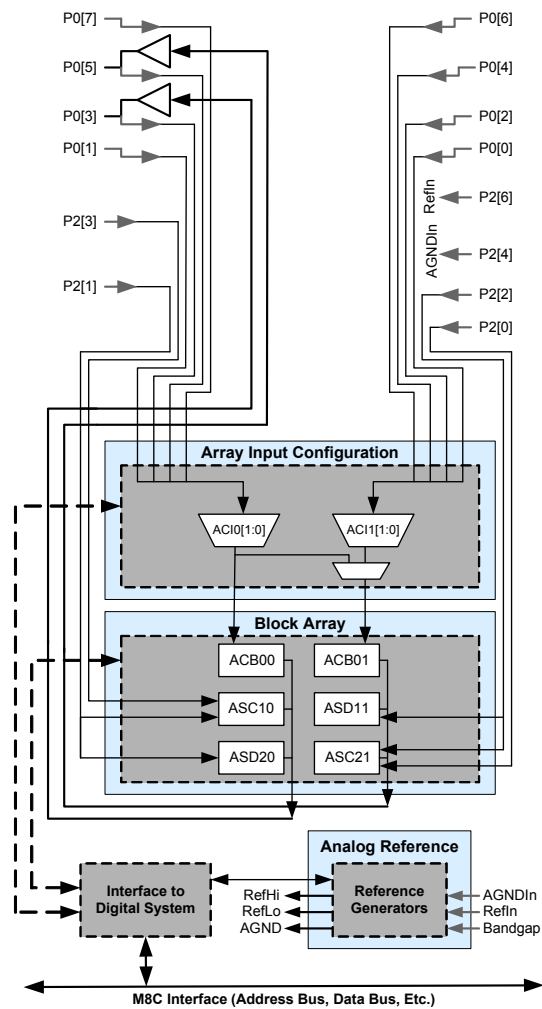 P0[7]
P0[5]
P0[3]
P0[1]
P2[3]
P2[1]
P0[6]
P0[4]
P0[2]
P0[0]
P2[6]
P2[4]
P2[2]
P2[0]
RefIn
AGNDIn
Array Input Configuration
ACI0[1:0]
ACI1[1:0]
Block Array
ACB00
ACB01
ASC10
ASD11
ASD20
ASC21
Analog Reference
Interface to
Digital System
RefHi
RefLo
AGND
Reference
Generators
AGNDIn
RefIn
Bandgap
M8C Interface (Address Bus, Data Bus, Etc.)